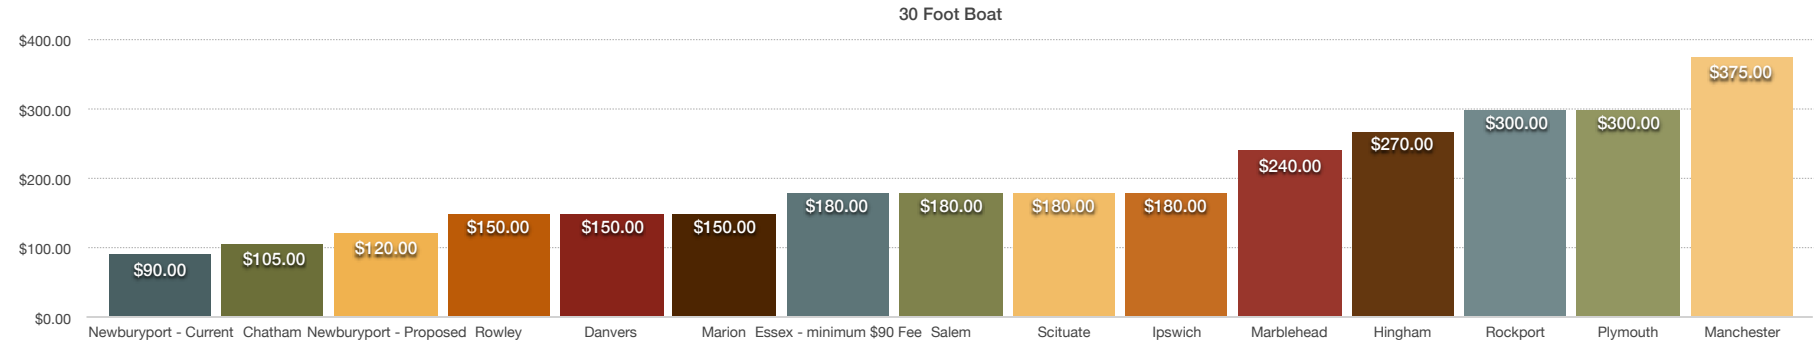 30 Foot Boat
$400.00
$300.00
$200.00
$100.00
$0.00
$90.00
$105.00
$120.00
$150.00
$150.00
$150.00
$180.00
$180.00
$180.00
$180.00
$240.00
$270.00
$300.00
$300.00
$375.00
Newburyport - Current
Chatham
Newburyport - Proposed
Rowley
Danvers
Marion
Essex - minimum $90 Fee
Salem
Scituate
Ipswich
Marblehead
Hingham
Rockport
Plymouth
Manchester